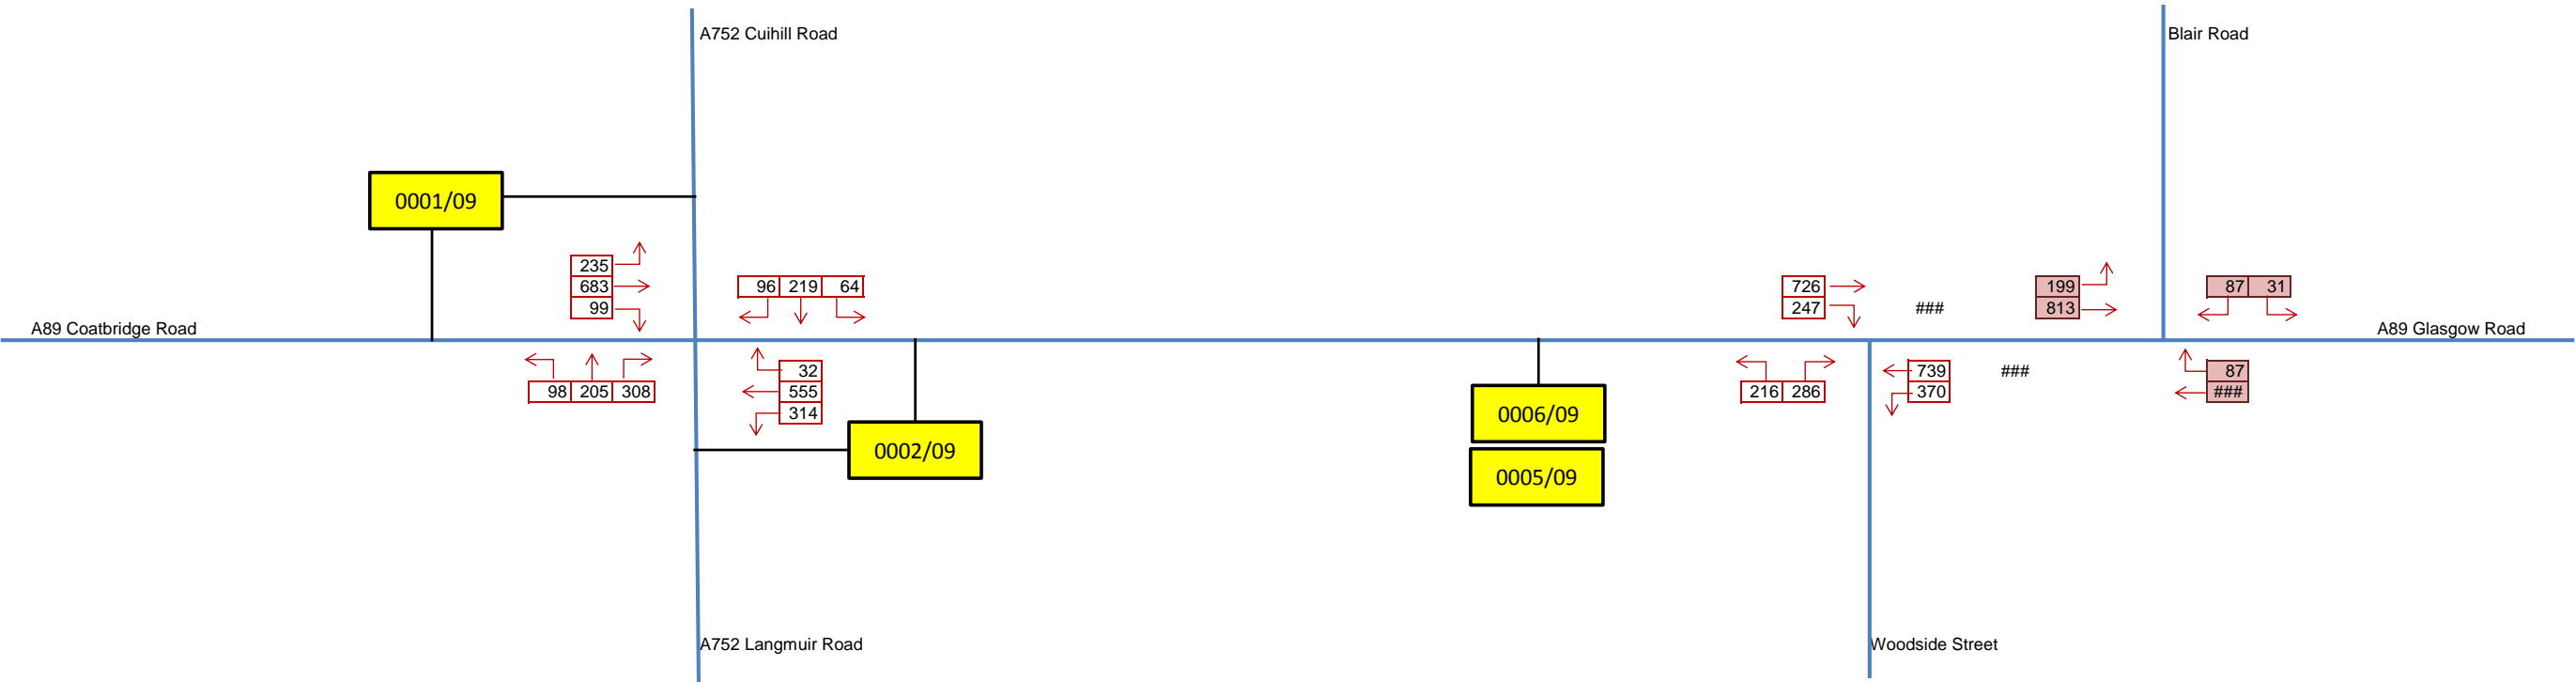 A752 Cuihill Road
Blair Road
0001/09
235
683
99
96 219 64
726
247
###
199
813
87 31
A89 Coatbridge Road
A89 Glasgow Road
98 205 308
32
555
314
216 286
739
370
###
87
###
0002/09
0006/09
0005/09
A752 Langmuir Road
Woodside Street